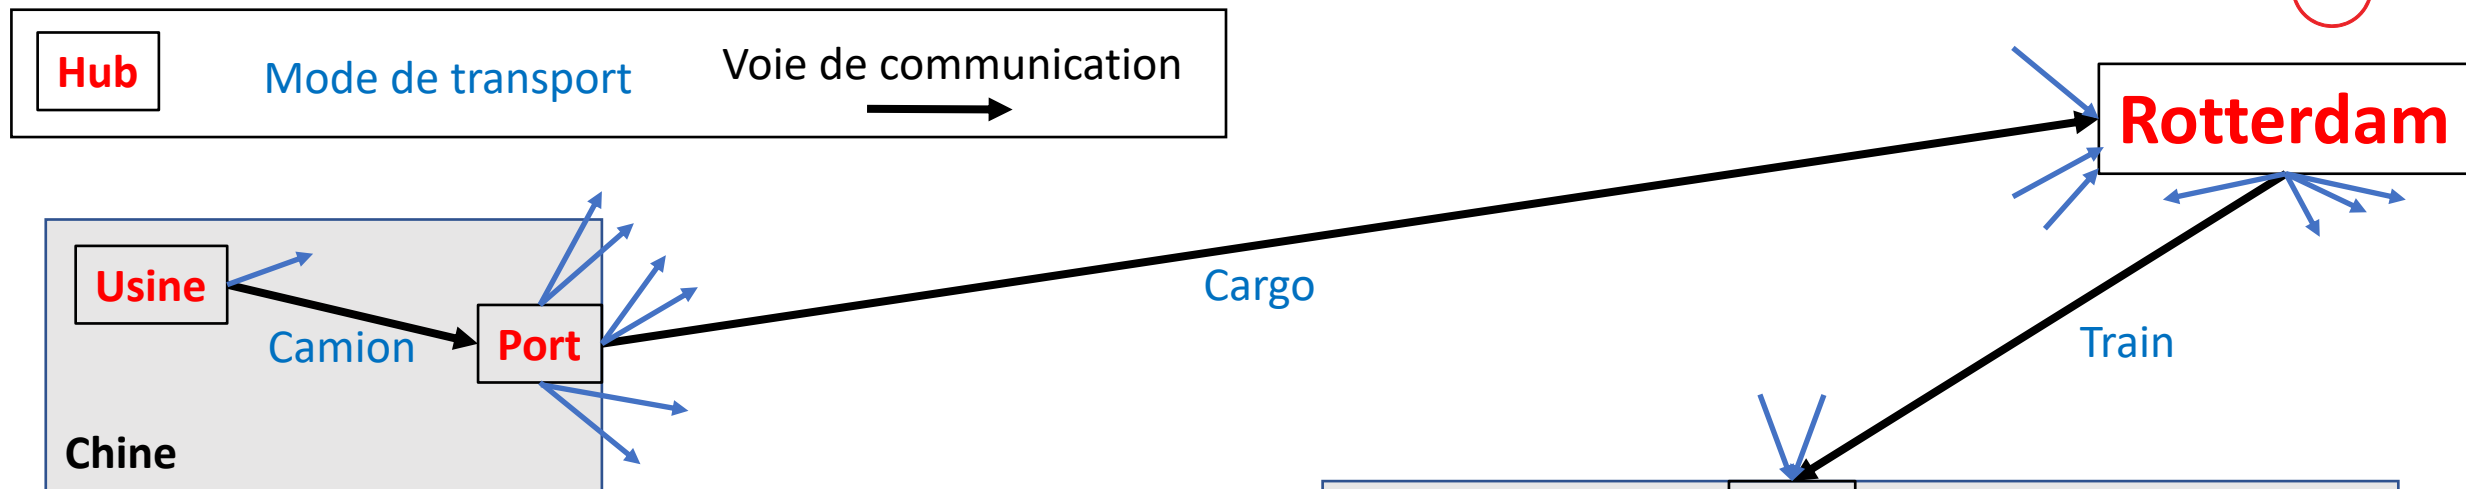 Hub
Mode de transport
Voie de communication
Rotterdam
Usine
Camion
Port
Cargo
Train
Chine